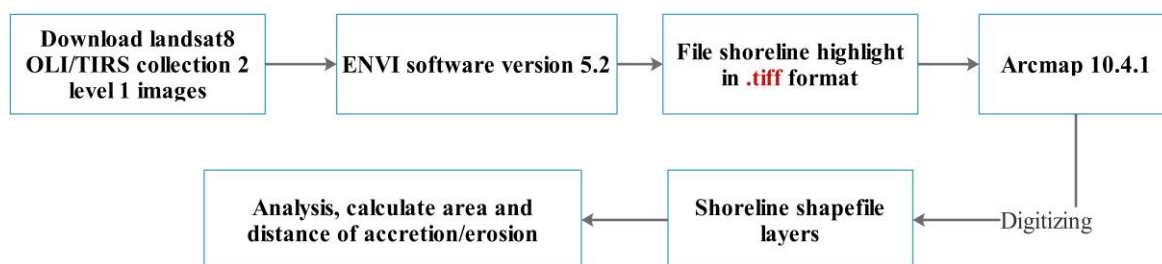 Download landsat8
OLI/TIRS collection 2
level 1 images
ENVI software version 5.2
File shoreline highlight
in .tiff format
Arcmap 10.4.1
Digitizing
Shoreline shapefile
layers
Analysis, calculate area and
distance of accretion/erosion